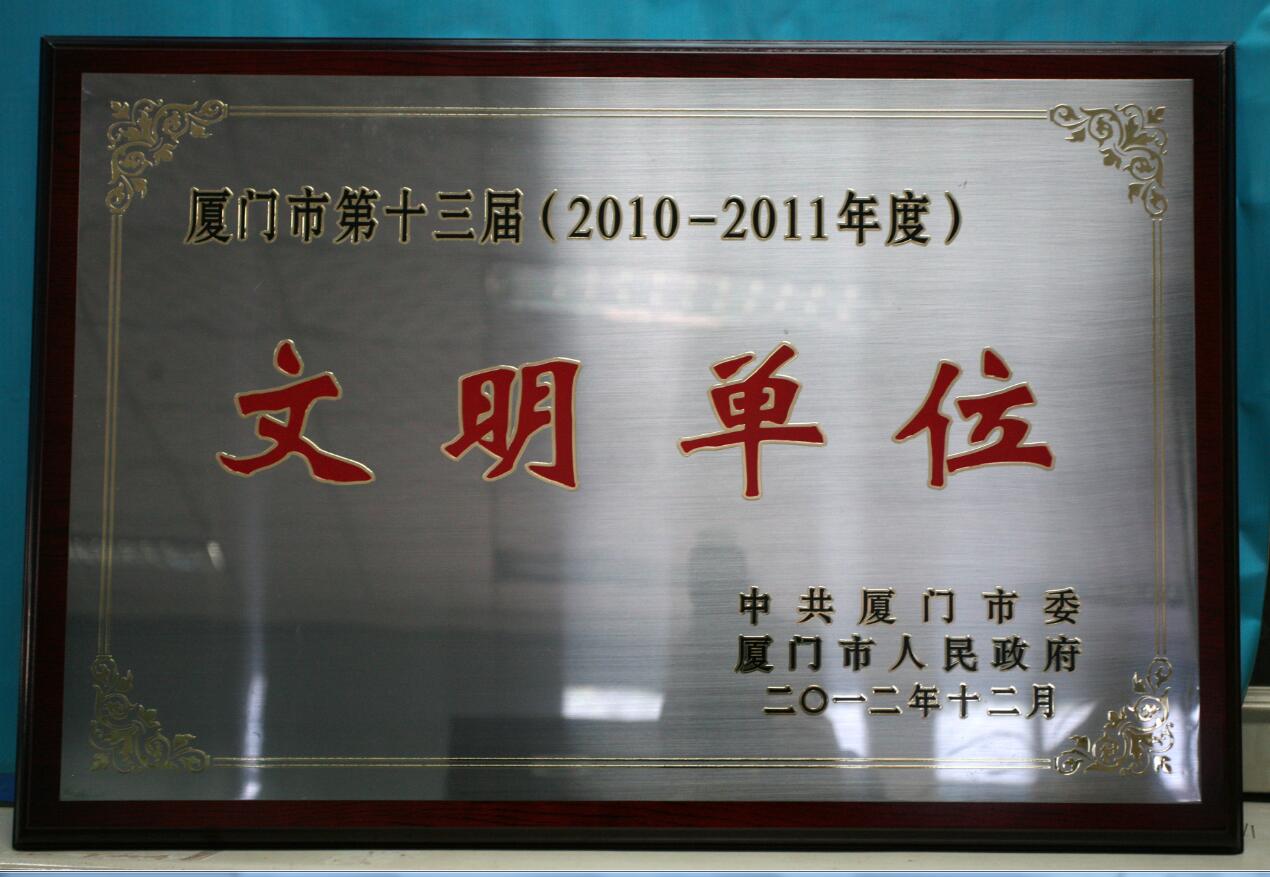 厦门市第十三届（2010-2011年度）
文明单位
中共厦门市委
厦门市人民政府
二〇一二年十二月